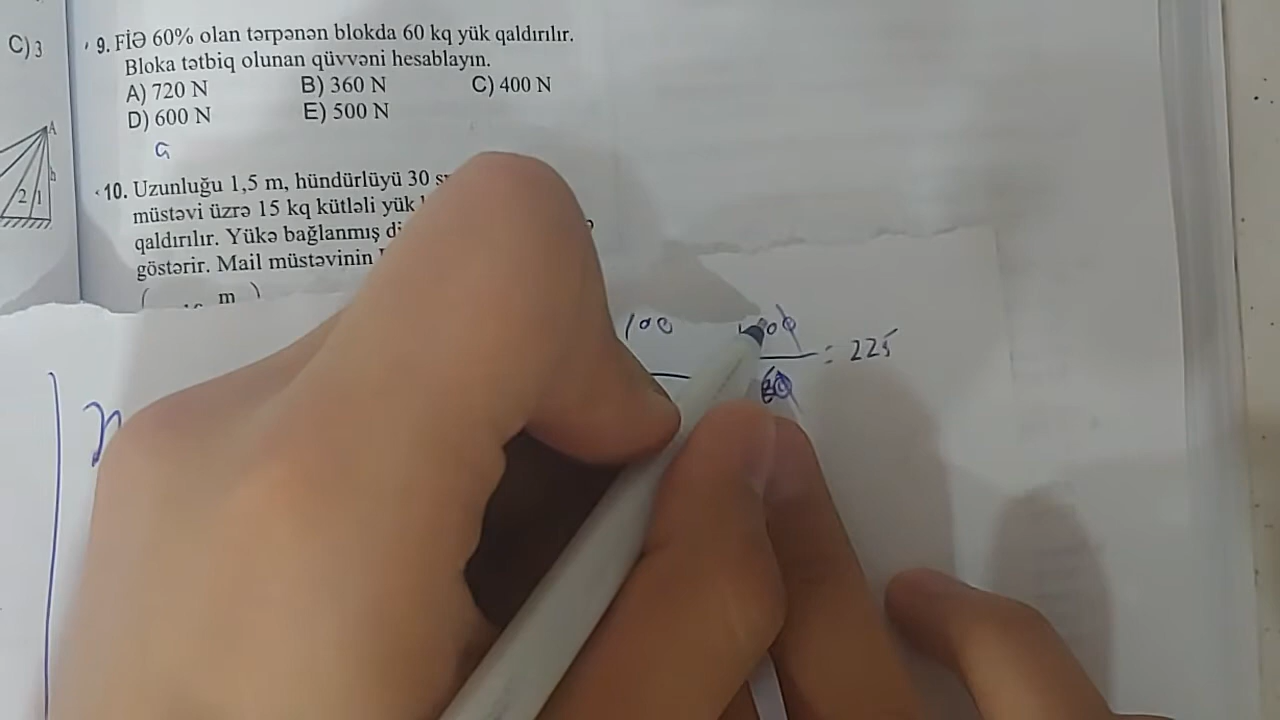 C) 3
9. FİƏ 60% olan tərpənən blokda 60 kq yük qaldırılır.
Bloka tətbiq olunan qüvvəni hesablayın.
A) 720 N B) 360 N C) 400 N
D) 600 N E) 500 N
A
h
2 1
10. Uzunluğu 1,5 m, hündürlüyü 30
müstəvi üzrə 15 kq kütləli yük
qaldırılır. Yükə bağlanmış
göstərir. Mail müstəvinin
( m )
100
= 225